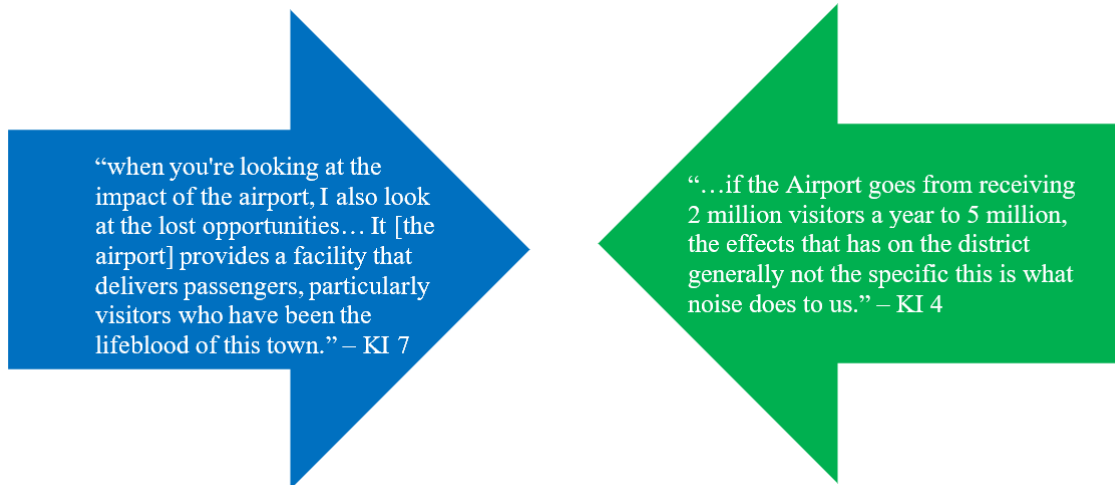 “when you're looking at the
impact of the airport, I also look
at the lost opportunities… It [the
airport] provides a facility that
delivers passengers, particularly
visitors who have been the
lifeblood of this town.” – KI 7
“…if the Airport goes from receiving
2 million visitors a year to 5 million,
the effects that has on the district
generally not the specific this is what
noise does to us.” – KI 4